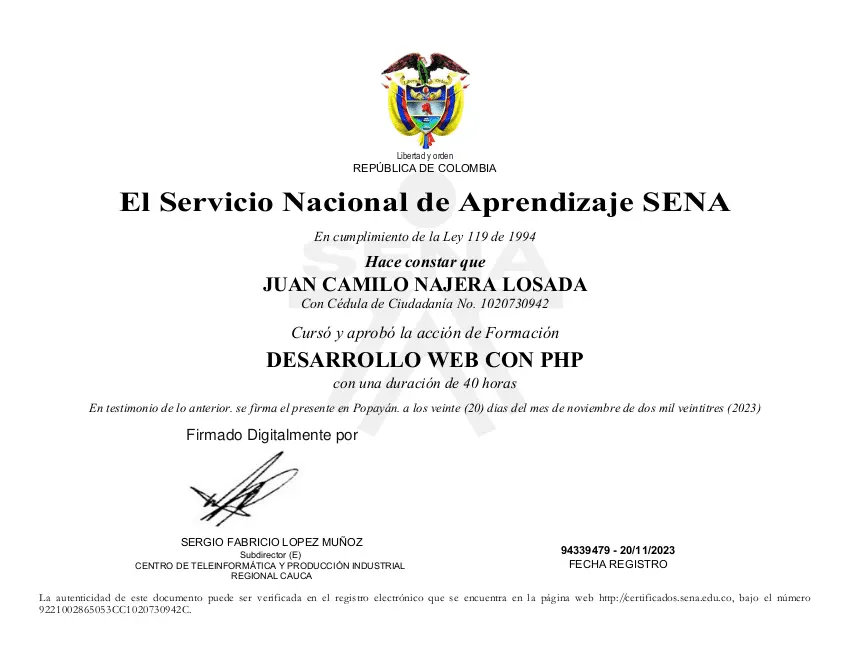 Libertad y orden
REPÚBLICA DE COLOMBIA
El Servicio Nacional de Aprendizaje SENA
En cumplimiento de la Ley 119 de 1994
SENA
Hace constar que
JUAN CAMILO NAJERA LOSADA
Con Cédula de Ciudadanía No. 1020730942
Cursó y aprobó la acción de Formación
DESARROLLO WEB CON PHP
con una duración de 40 horas
En testimonio de lo anterior. se firma el presente en Popayán. a los veinte (20) dias del mes de noviembre de dos mil veintitres (2023)
Firmado Digitalmente por
SERGIO FABRICIO LOPEZ MUÑOZ
Subdirector (E)
CENTRO DE TELEINFORMÁTICA Y PRODUCCIÓN INDUSTRIAL
REGIONAL CAUCA
94339479 - 20/11/2023
FECHA REGISTRO
La autenticidad de este documento puede ser verificada en el registro electrónico que se encuentra en la página web http://certificados.sena.edu.co, bajo el número
9221002865053CC1020730942C.